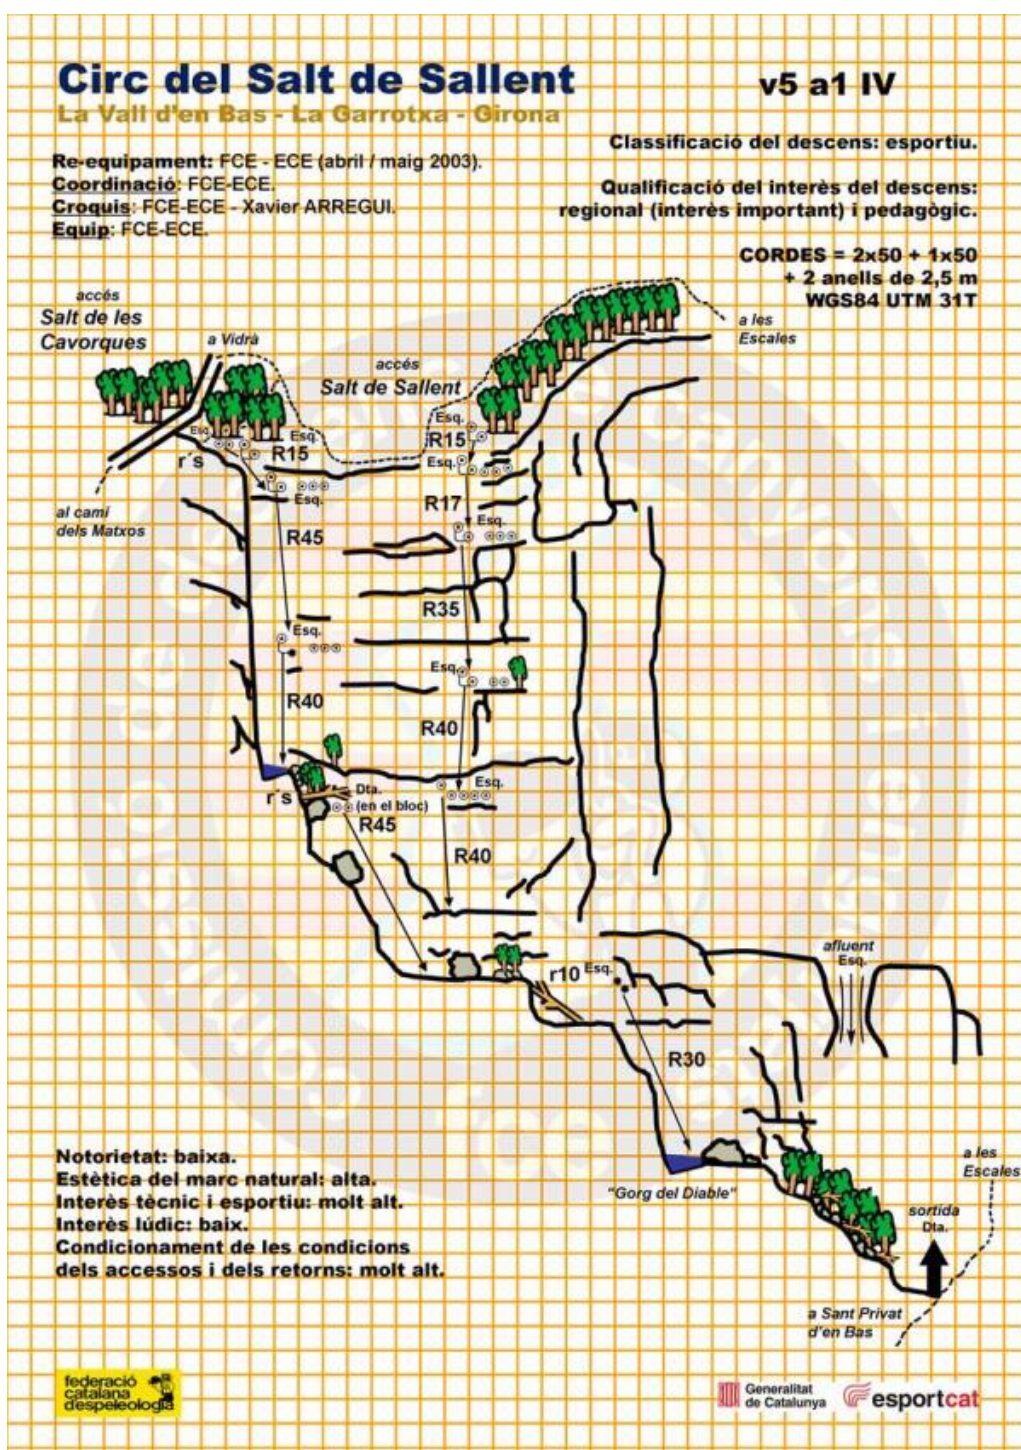 Circ del Salt de Sallent
La Vall d'en Bas - La Garrotxa - Girona
v5 a1 IV
Re-equipament: FCE - ECE (abril / maig 2003).
Coordinació: FCE-ECE.
Croquis: FCE-ECE - Xavier ARREGUI.
Equip: FCE-ECE.
Classificació del descens: esportiu.
Qualificació del interès del descens:
regional (interès important) i pedagògic.
CORDES = 2x50 + 1x50
+ 2 anells de 2,5 m
WGS84 UTM 31T
accés
Salt de les
Cavorques
a Vidrà
accés
Salt de Sallent
a les
Escales
Esq.
Esq.
R15
r´s
Esq.
al camí
dels Matxos
R45
Esq.
R40
r´s
Dta.
(en el bloc)
R45
Esq.
R15
Esq.
R17
Esq.
R35
Esq.
R40
Esq.
R40
r10
Esq.
R30
afluent
Esq.
"Gorg del Diable"
a les
Escales
sortida
Dta.
a Sant Privat
d'en Bas
Notorietat: baixa.
Estètica del marc natural: alta.
Interès tècnic i esportiu: molt alt.
Interès lúdic: baix.
Condicionament de les condicions
dels accessos i dels retorns: molt alt.
federació
catalana
d'espeleologia
Generalitat
de Catalunya
esportcat